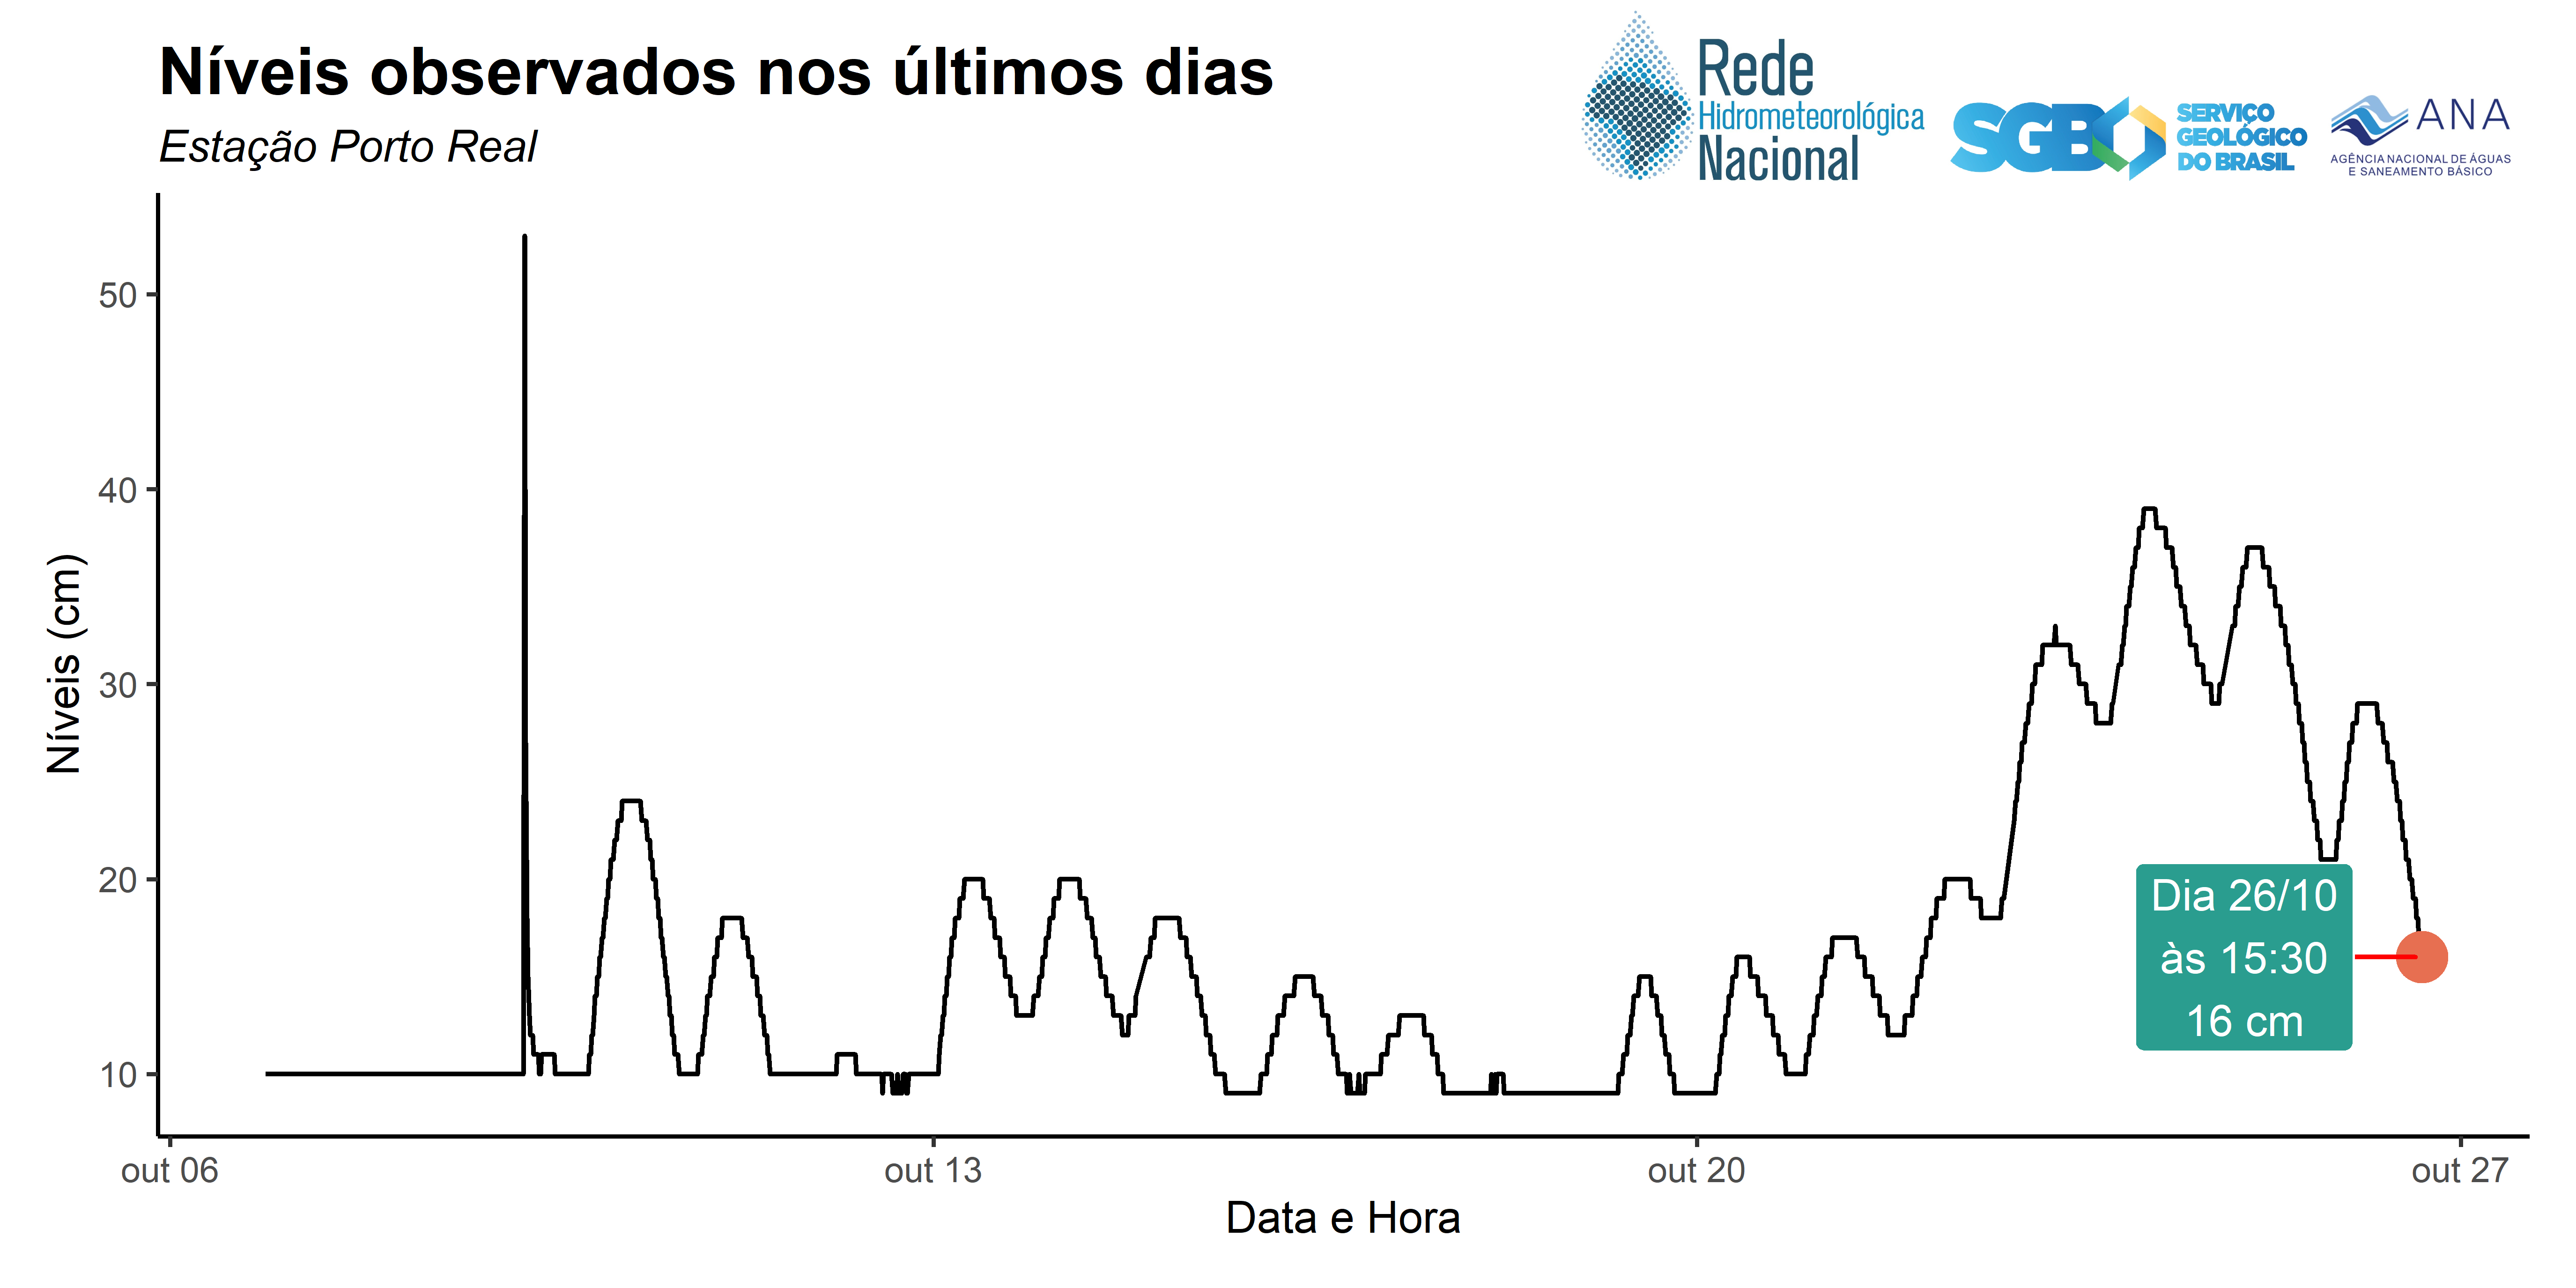 Níveis observados nos últimos dias
Estação Porto Real
Rede
Hidrometeorológica
Nacional
SGB
SERVIÇO
GEOLÓGICO
DO BRASIL
ANA
AGÊNCIA NACIONAL DE ÁGUAS
E SANEAMENTO BÁSICO
Níveis (cm)
50
40
30
20
10
Dia 26/10
às 15:30
16 cm
out 06
out 13
out 20
out 27
Data e Hora